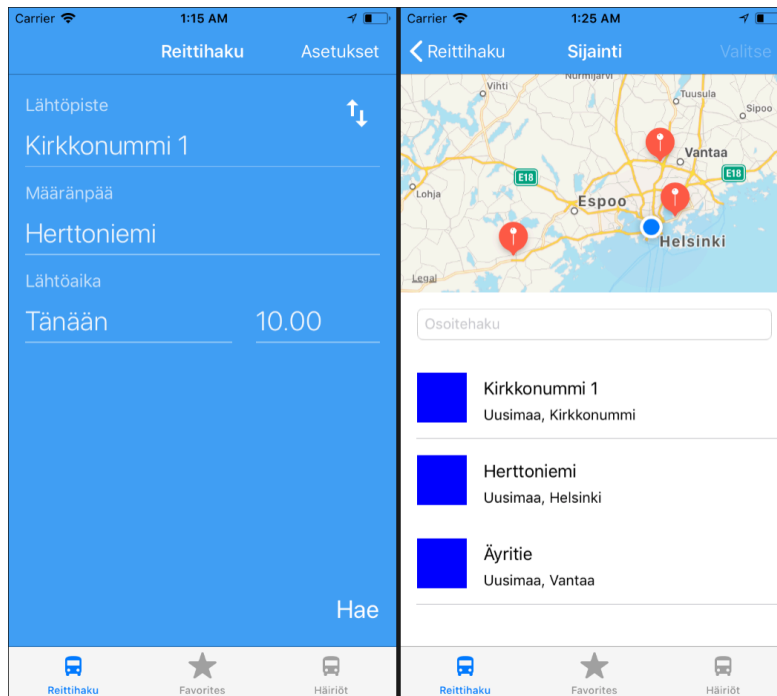 Carrier 1:15 AM
Reittihaku Asetukset
Lähtöpiste
Kirkkonummi 1
Määränpää
Herttoniemi
Lähtöaika
Tänään 10.00
Hae
Reittihaku Favorites Häiriöt
Carrier 1:25 AM
Reittihaku Sijainti Valitse
Nurmijärvi
Vihti
Tuusula
Sipoo
Vantaa
E18
E18
Lohja
Espoo
Helsinki
Legal
Osoitehaku
Kirkkonummi 1
Uusimaa, Kirkkonummi
Herttoniemi
Uusimaa, Helsinki
Äyritie
Uusimaa, Vantaa
Reittihaku Favorites Häiriöt